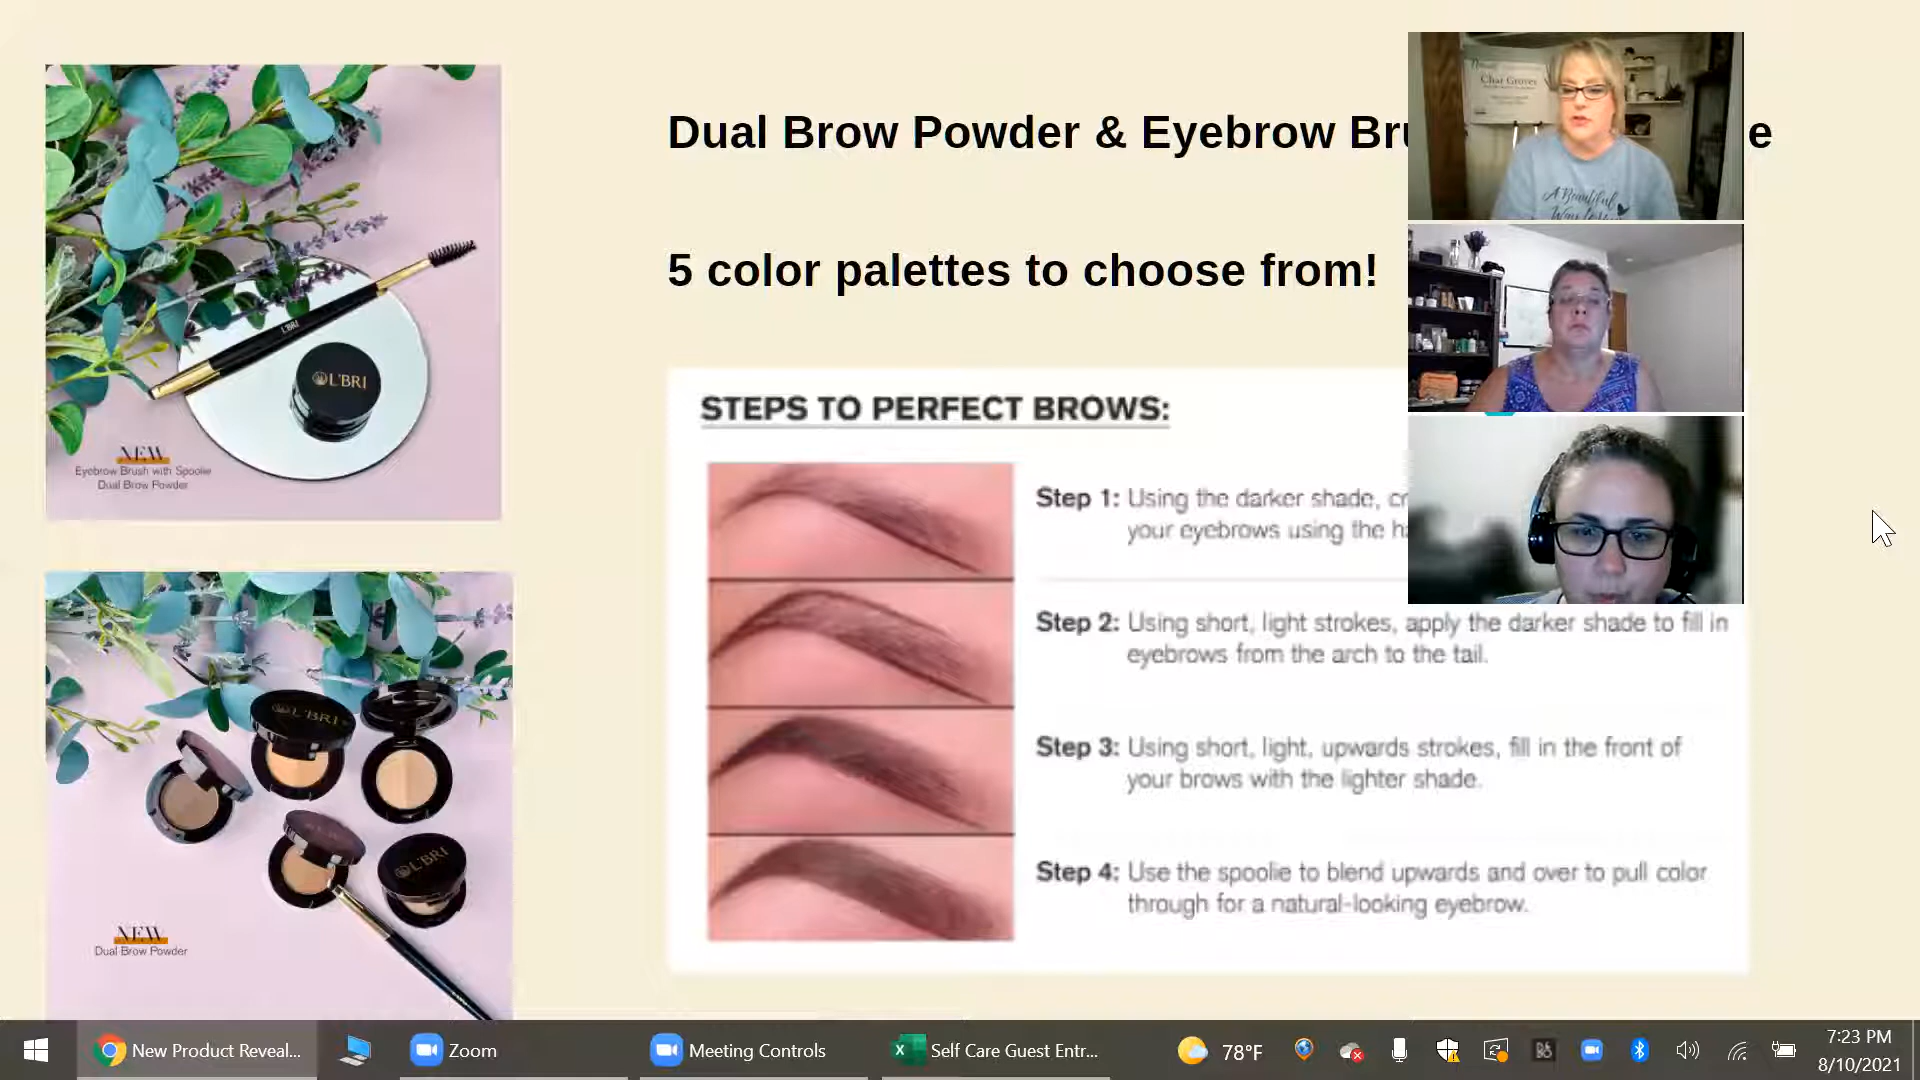 Dual Brow Powder & Eyebrow Bru
e
5 color palettes to choose from!
STEPS TO PERFECT BROWS:
Step 1: Using the darker shade,
your eyebrows using the
Step 2: Using short, light strokes, apply the darker shade to fill in
eyebrows from the arch to the tail.
Step 3: Using short, light, upwards strokes, fill in the front of
your brows with the lighter shade.
Step 4: Use the spoolie to blend upwards and over to pull color
through for a natural-looking eyebrow.
L'BRI
L'BRI
NEW
Eyebrow Brush with Spoolie
Dual Brow Powder
L'BRI
L'BRI
NEW
Dual Brow Powder
Char Groves
A Beautiful
New Product Reveal...
Zoom
Meeting Controls
Self Care Guest Entr...
78°F
7:23 PM
8/10/2021